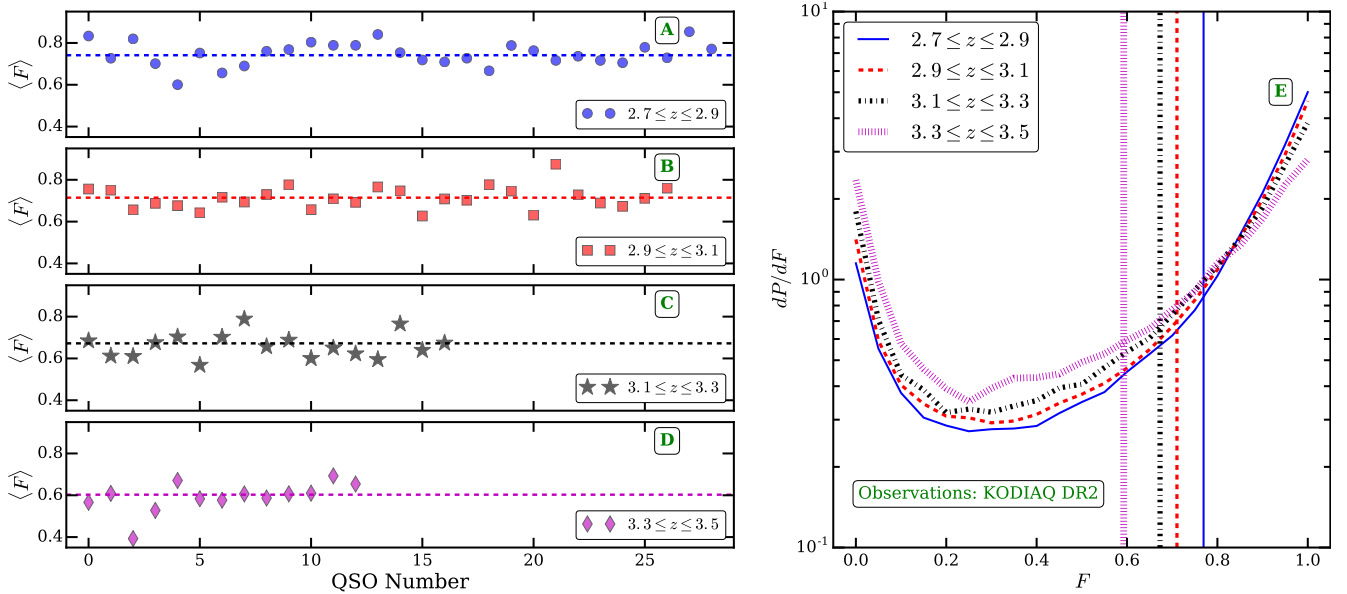 ⟨F⟩
0.8
0.6
0.4
A
2.7 ≤ z ≤ 2.9
⟨F⟩
0.8
0.6
0.4
B
2.9 ≤ z ≤ 3.1
⟨F⟩
0.8
0.6
0.4
C
3.1 ≤ z ≤ 3.3
⟨F⟩
0.8
0.6
0.4
D
3.3 ≤ z ≤ 3.5
0 5 10 15 20 25
QSO Number
dP/dF
10¹
10⁰
10⁻¹
2.7 ≤ z ≤ 2.9
2.9 ≤ z ≤ 3.1
3.1 ≤ z ≤ 3.3
3.3 ≤ z ≤ 3.5
E
Observations: KODIAQ DR2
0.0 0.2 0.4 0.6 0.8 1.0
F